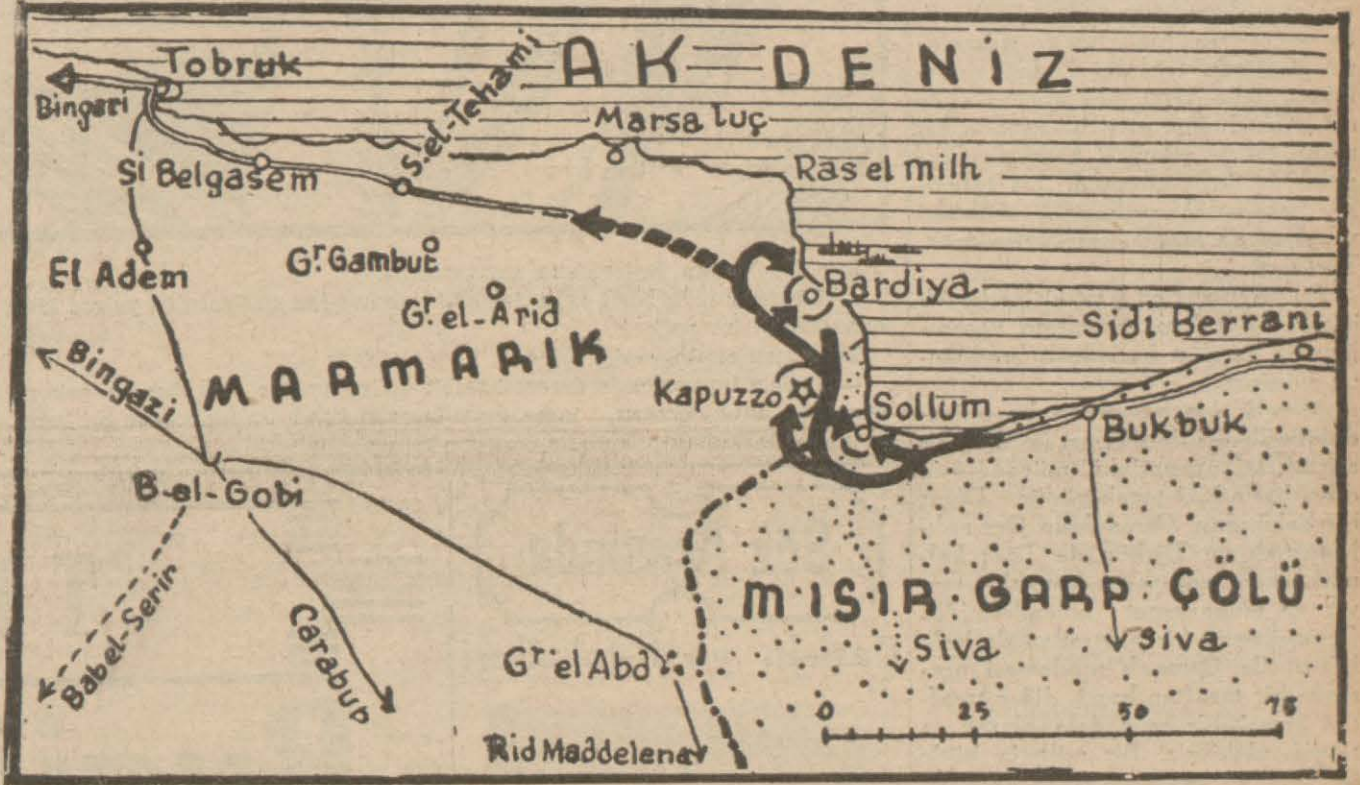 AK DENİZ
Tobruk
Bingazi
S.el-Tehami
Marsa luç
Si Belgasem
Ras el milh
El Adem
Gr. Gambut
Bardiya
Gr. el-Arid
Sidi Berrani
Bingazi
MARMARIK
Kapuzzo
Sollum
Bukbuk
B-el-Gobi
Babel-Serin
Carabub
MISIR GARP ÇÖLÜ
Gr. el Abd
Siva
Siva
Rid Maddelena
0 25 50 75